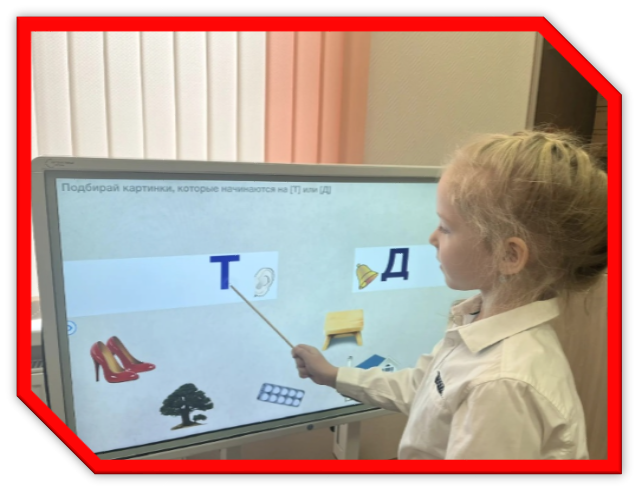 Подбирай картинки, которые начинаются на [Т] или [Д]
Т
Д